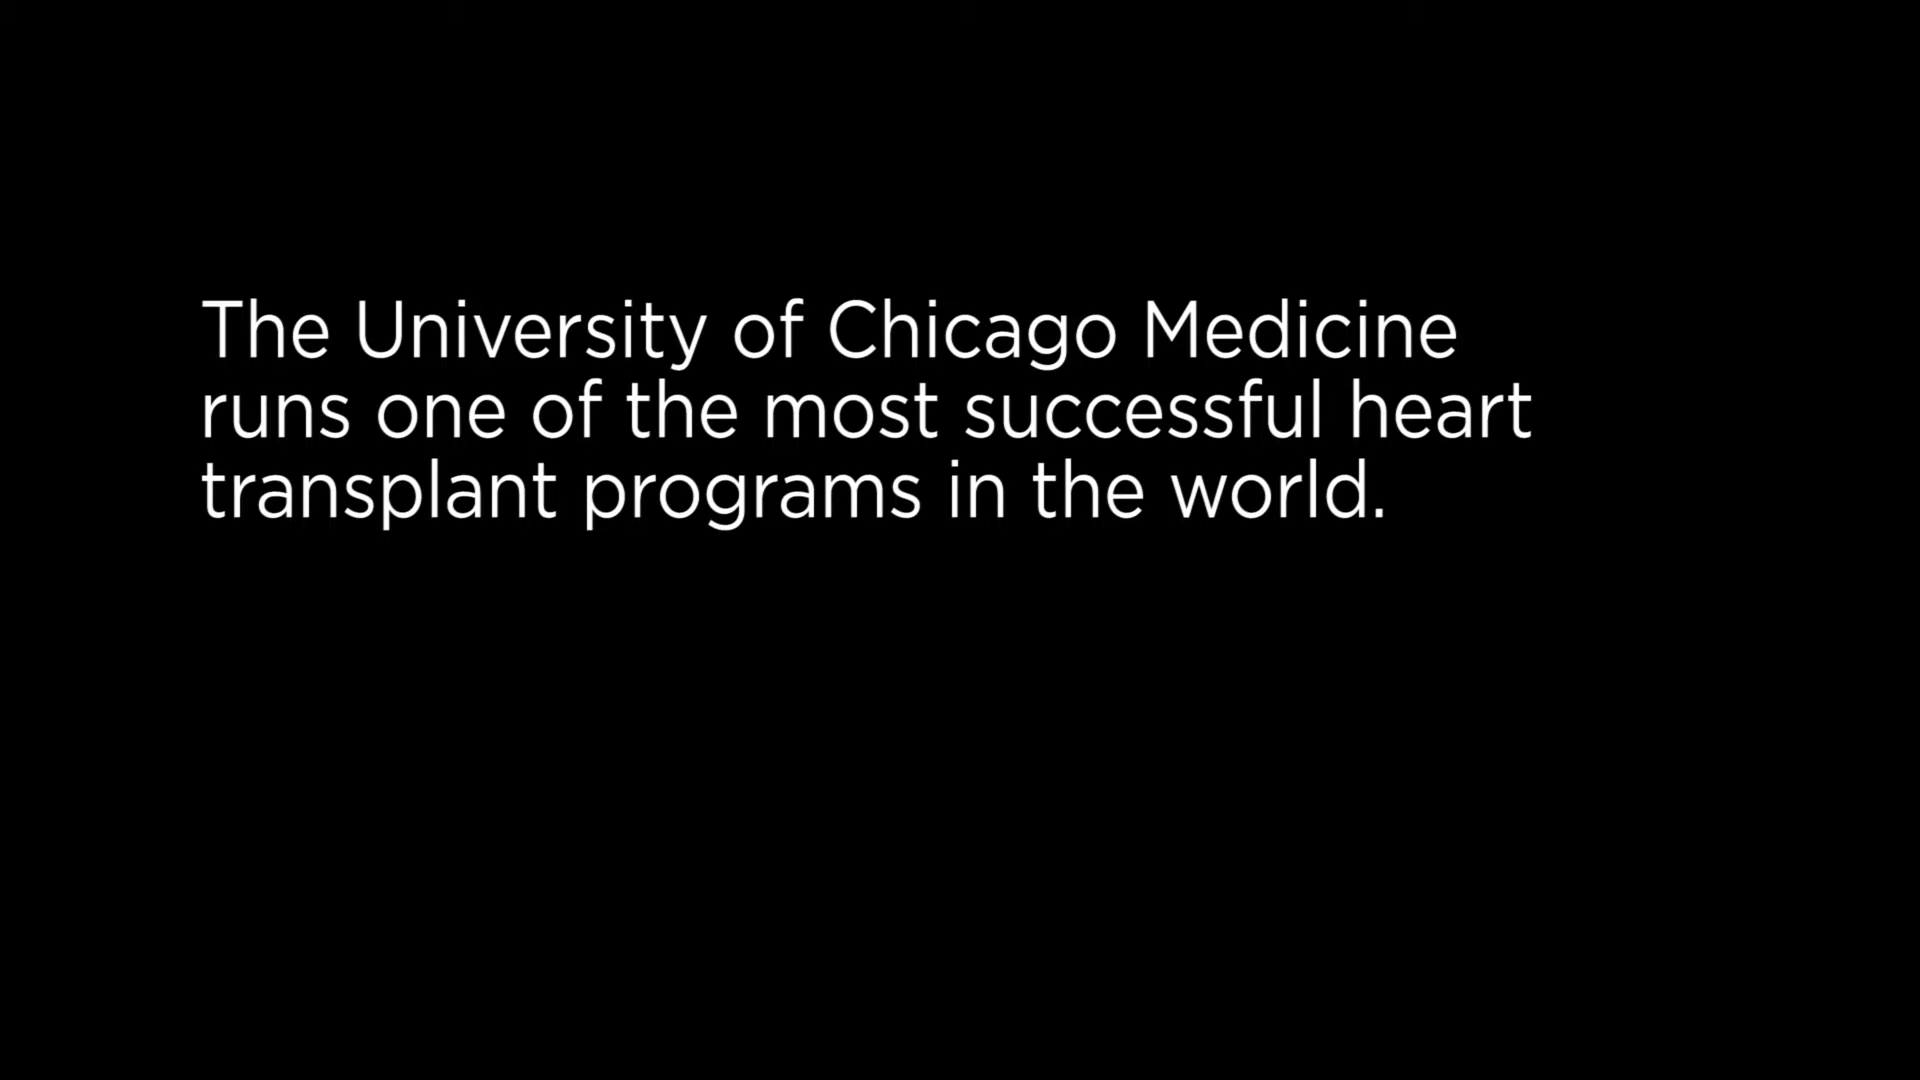 The University of Chicago Medicine
runs one of the most successful heart
transplant programs in the world.